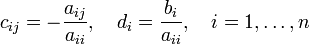 c_{ij} = -\frac{a_{ij}}{a_{ii}}, \quad d_i = \frac{b_i}{a_{ii}}, \quad i = 1, \ldots, n